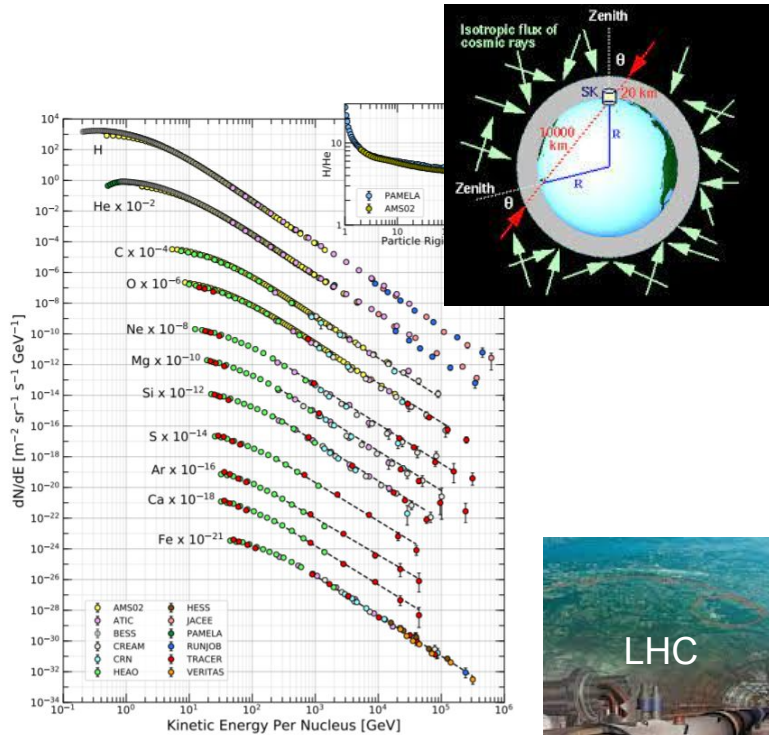 Zenith
Isotropic flux of
cosmic rays
θ
SK
20 km
10000
km
R
R
Zenith
θ
10^4
10^2
10^0
10^−2
10^−4
10^−6
10^−8
10^−10
10^−12
10^−14
10^−16
10^−18
10^−20
10^−22
10^−24
10^−26
10^−28
10^−30
10^−32
10^−34
dN/dE [m^−2 sr^−1 s^−1 GeV^−1]
H
He x 10^−2
C x 10^−4
O x 10^−6
Ne x 10^−8
Mg x 10^−10
Si x 10^−12
S x 10^−14
Ar x 10^−16
Ca x 10^−18
Fe x 10^−21
H/He
10
1
PAMELA
AMS02
Particle
AMS02
ATIC
BESS
CREAM
CRN
HEAO
HESS
JACEE
PAMELA
RUNJOB
TRACER
VERITAS
10^−1
10^0
10^1
10^2
10^3
10^4
10^5
10^6
Kinetic Energy Per Nucleus [GeV]
LHC